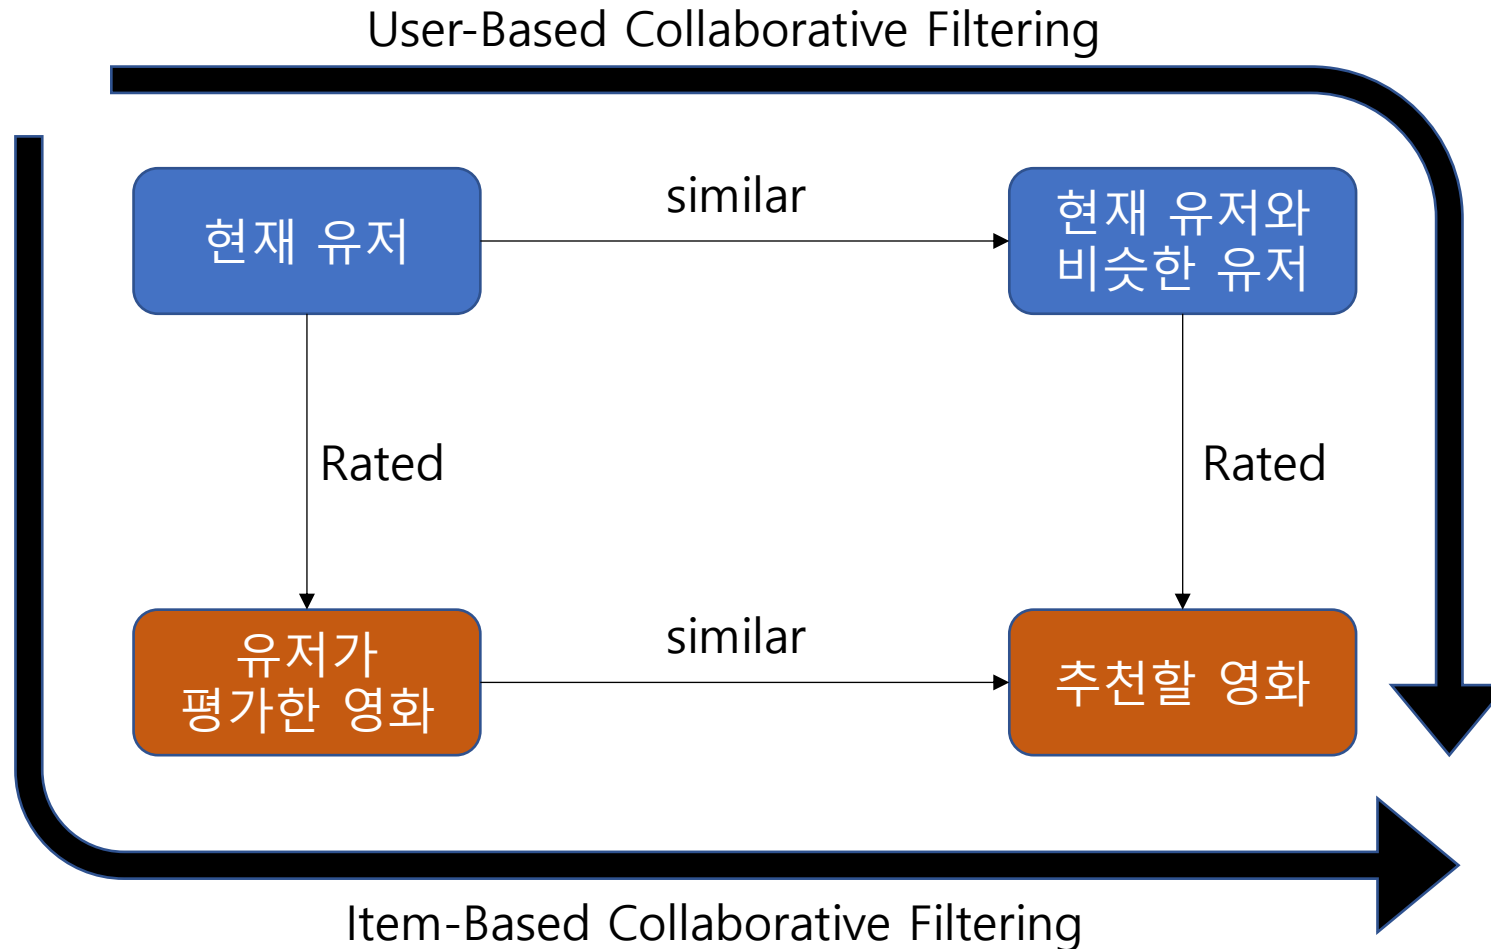 User-Based Collaborative Filtering
현재 유저
similar
현재 유저와
비슷한 유저
Rated
Rated
유저가
평가한 영화
similar
추천할 영화
Item-Based Collaborative Filtering